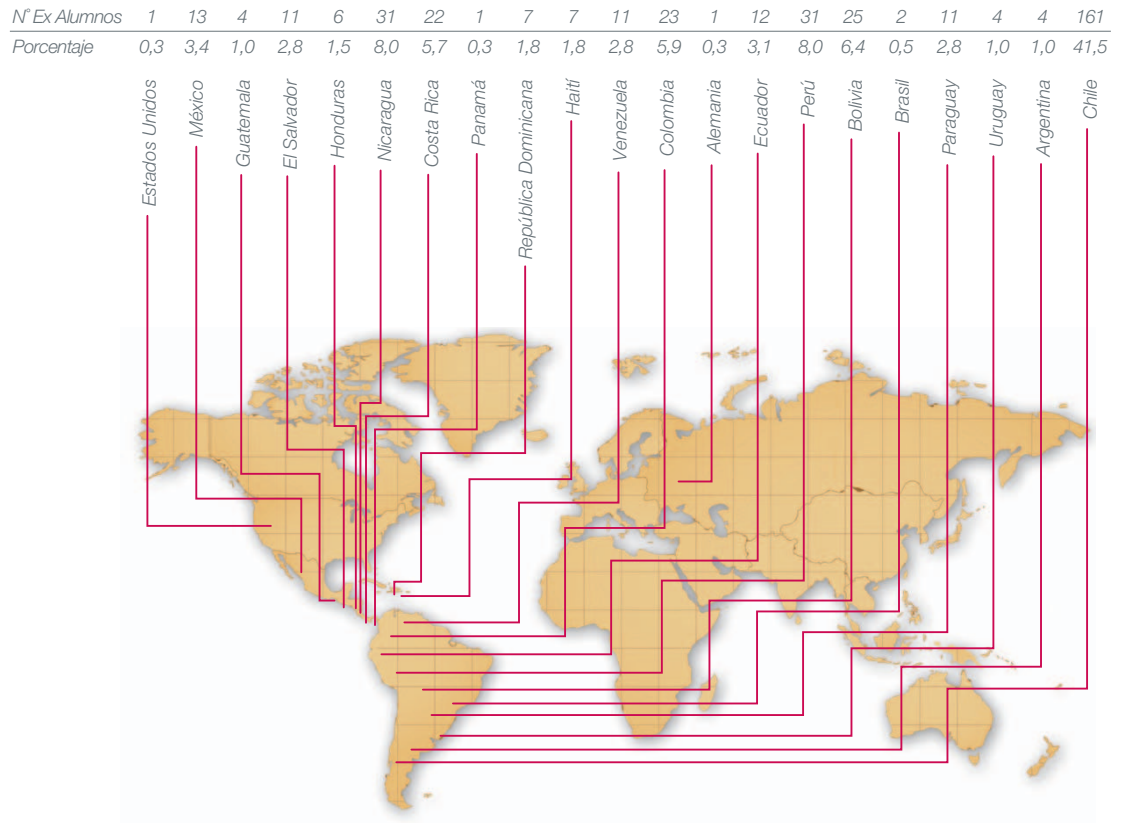 N° Ex Alumnos 1 13 4 11 6 31 22 1 7 7 11 23 1 12 31 25 2 11 4 4 161
Porcentaje 0,3 3,4 1,0 2,8 1,5 8,0 5,7 0,3 1,8 1,8 2,8 5,9 0,3 3,1 8,0 6,4 0,5 2,8 1,0 1,0 41,5
Estados Unidos
México
Guatemala
El Salvador
Honduras
Nicaragua
Costa Rica
Panamá
República Dominicana
Haití
Venezuela
Colombia
Alemania
Ecuador
Perú
Bolivia
Brasil
Paraguay
Uruguay
Argentina
Chile